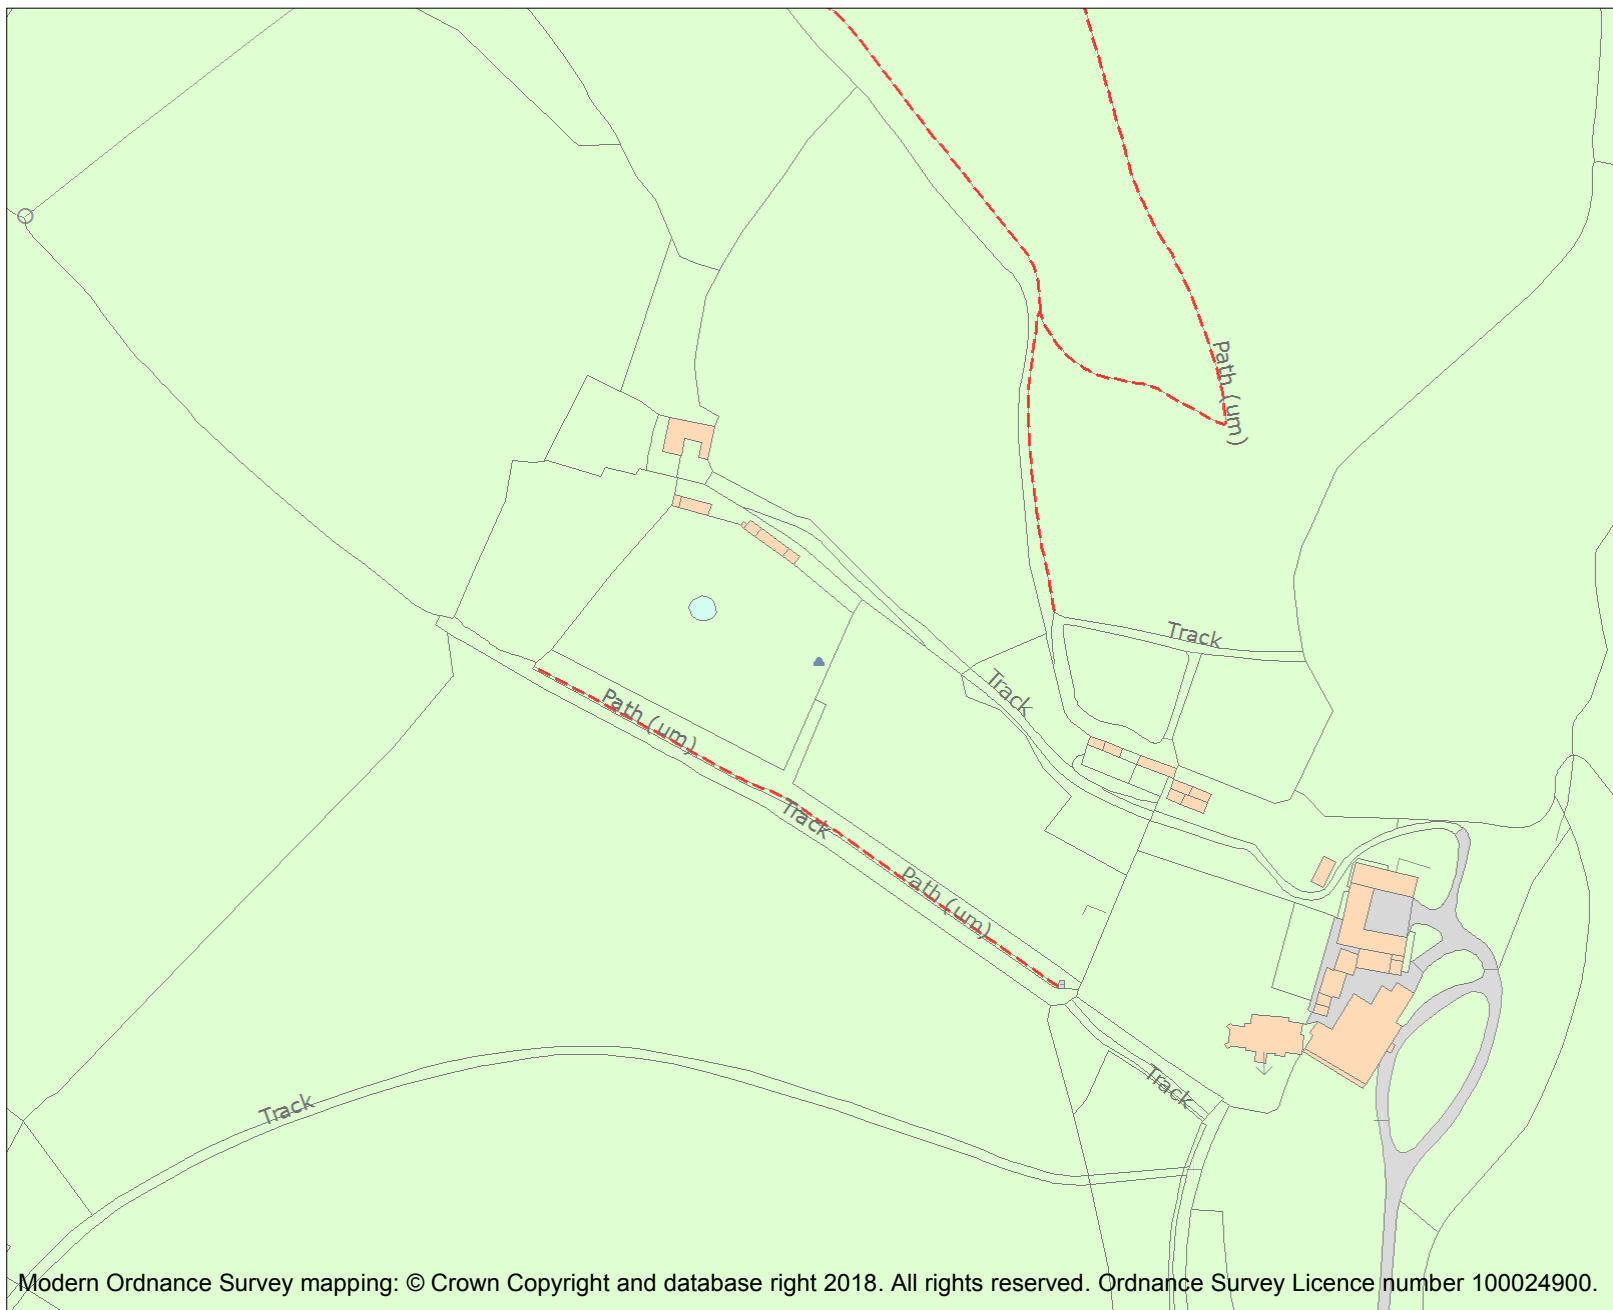 Path (um)
Track
Track
Path (um)
Track
Path (um)
Track
Track
Modern Ordnance Survey mapping: © Crown Copyright and database right 2018. All rights reserved. Ordnance Survey Licence number 100024900.